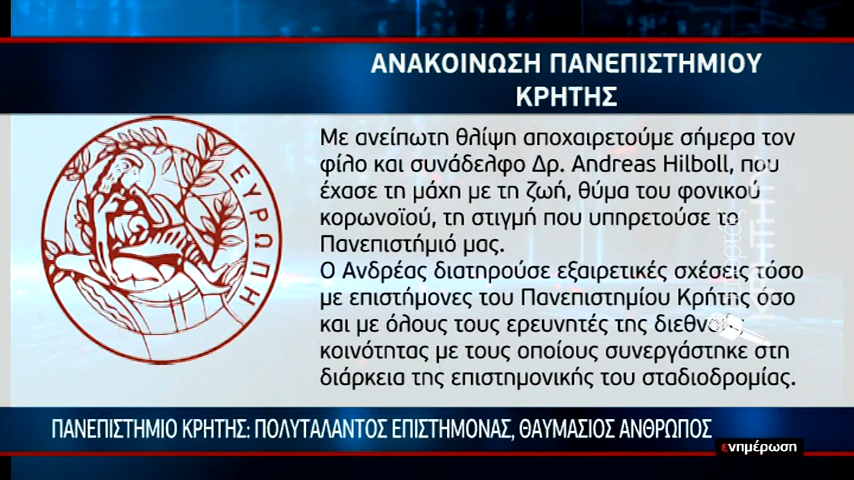 ΑΝΑΚΟΙΝΩΣΗ ΠΑΝΕΠΙΣΤΗΜΙΟΥ
ΚΡΗΤΗΣ
ΕΥΡΩΠΗ
Με ανείπωτη θλίψη αποχαιρετούμε σήμερα τον
φίλο και συνάδελφο Δρ. Andreas Hilboll, που
έχασε τη μάχη με τη ζωή, θύμα του φονικού
κορωνοϊού, τη στιγμή που υπηρετούσε το
Πανεπιστήμιό μας.
Ο Ανδρέας διατηρούσε εξαιρετικές σχέσεις τόσο
με επιστήμονες του Πανεπιστημίου Κρήτης όσο
και με όλους τους ερευνητές της διεθνούς
κοινότητας με τους οποίους συνεργάστηκε στη
διάρκεια της επιστημονικής του σταδιοδρομίας.
ΠΑΝΕΠΙΣΤΗΜΙΟ ΚΡΗΤΗΣ: ΠΟΛΥΤΑΛΑΝΤΟΣ ΕΠΙΣΤΗΜΟΝΑΣ, ΘΑΥΜΑΣΙΟΣ ΑΝΘΡΩΠΟΣ
ενημέρωση